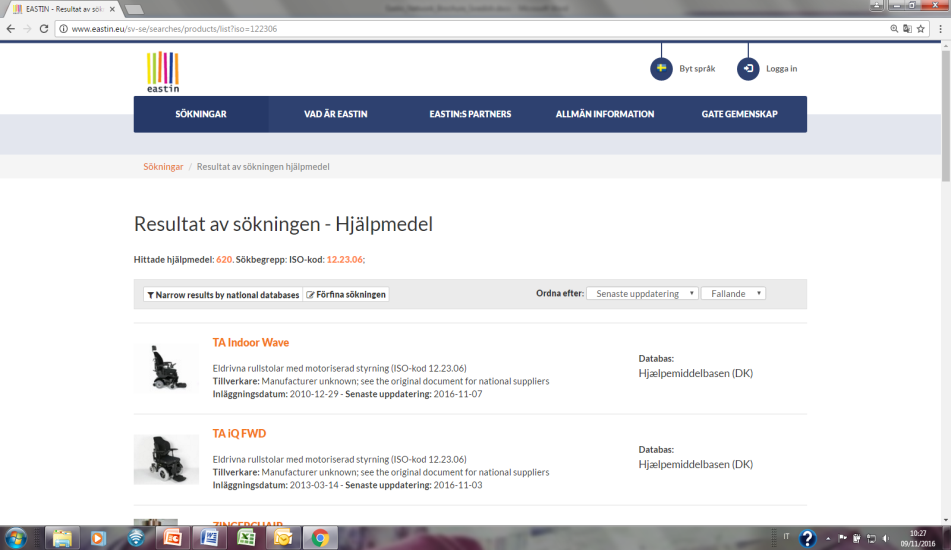 EASTIN - Resultat av sök
www.eastin.eu/sv-se/searches/products/list?iso=122306
eastin
Byt språk
Logga in
SÖKNINGAR
VAD ÄR EASTIN
EASTIN:S PARTNERS
ALLMÄN INFORMATION
GATE GEMENSKAP
Sökningar / Resultat av sökningen hjälpmedel
Resultat av sökningen - Hjälpmedel
Hittade hjälpmedel: 620. Sökbegrepp: ISO-kod: 12.23.06;
Narrow results by national databases
Förfina sökningen
Ordna efter: Senaste uppdatering
Fallande
TA Indoor Wave
Eldrivna rullstolar med motoriserad styrning (ISO-kod 12.23.06)
Tillverkare: Manufacturer unknown; see the original document for national suppliers
Inläggningsdatum: 2010-12-29 - Senaste uppdatering: 2016-11-07
Databas:
Hjælpemiddelbasen (DK)
TA iQ FWD
Eldrivna rullstolar med motoriserad styrning (ISO-kod 12.23.06)
Tillverkare: Manufacturer unknown; see the original document for national suppliers
Inläggningsdatum: 2013-03-14 - Senaste uppdatering: 2016-11-03
Databas:
Hjælpemiddelbasen (DK)
ZINGERCHAIR
IT
10:27
09/11/2016